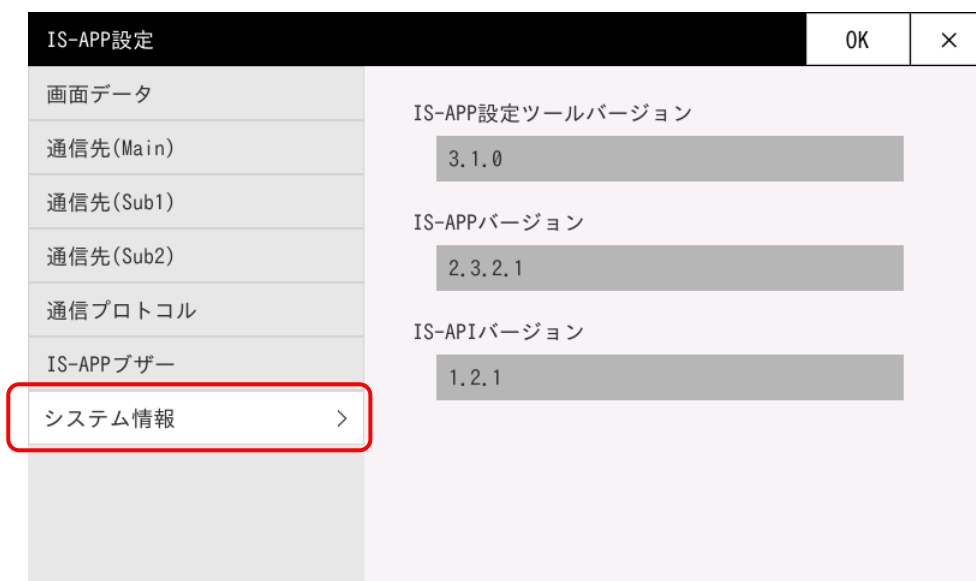 IS-APP設定
OK
×
画面データ
通信先(Main)
通信先(Sub1)
通信先(Sub2)
通信プロトコル
IS-APPブザー
システム情報 >
IS-APP設定ツールバージョン
3.1.0
IS-APPバージョン
2.3.2.1
IS-APIバージョン
1.2.1